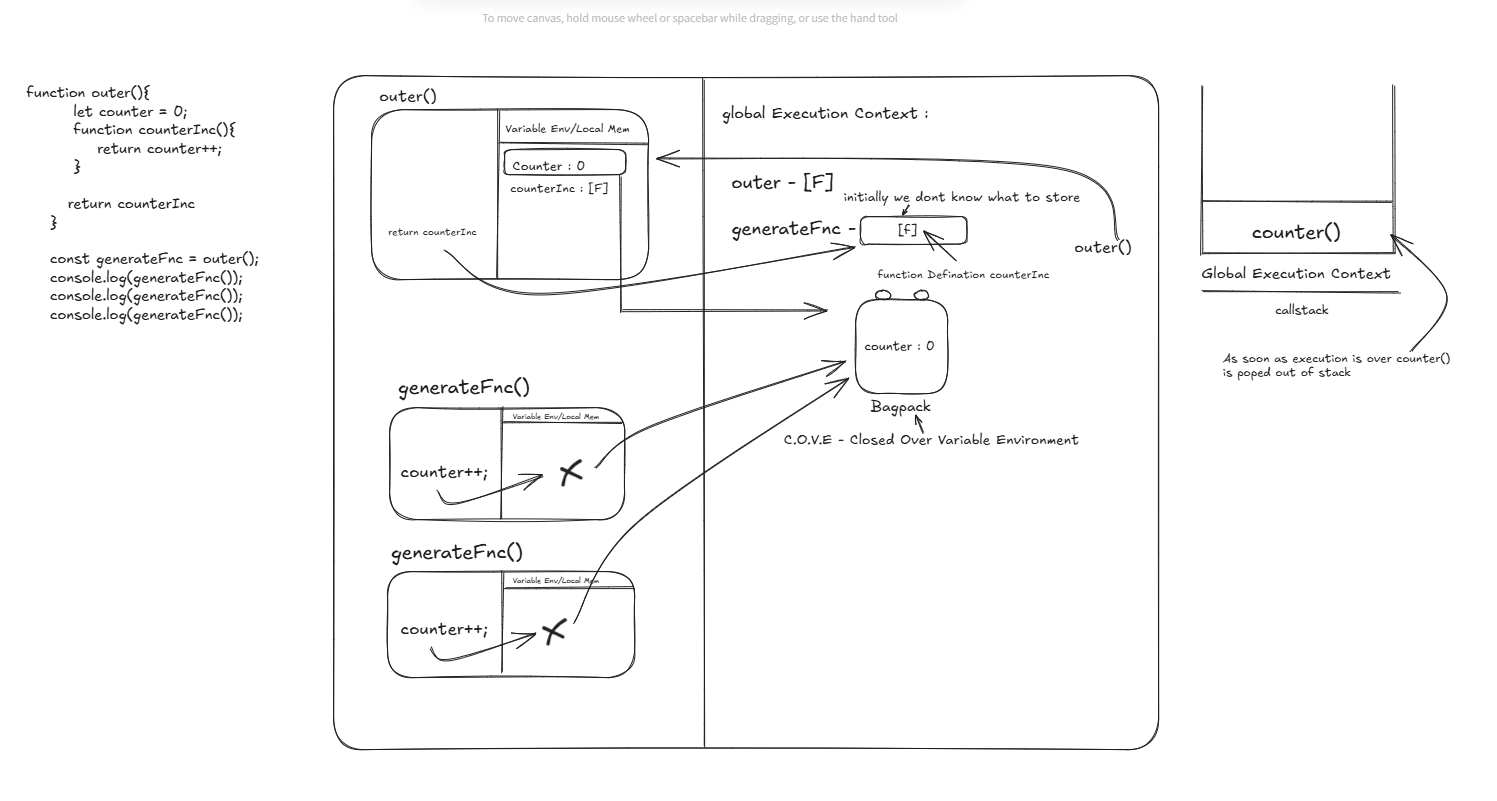 To move canvas, hold mouse wheel or spacebar while dragging, or use the hand tool
function outer(){
let counter = 0;
function counterInc(){
return counter++;
}
return counterInc
}
const generateFnc = outer();
console.log(generateFnc());
console.log(generateFnc());
console.log(generateFnc());
outer()
Variable Env/Local Mem
Counter : 0
counterInc : [F]
return counterInc
generateFnc()
Variable Env/Local Mem
counter++;
generateFnc()
Variable Env/Local Mem
counter++;
global Execution Context :
outer - [F]
initially we dont know what to store
generateFnc - [f]
outer()
function Defination counterInc
counter : 0
Bagpack
C.O.V.E - Closed Over Variable Environment
counter()
Global Execution Context
callstack
As soon as execution is over counter()
is poped out of stack